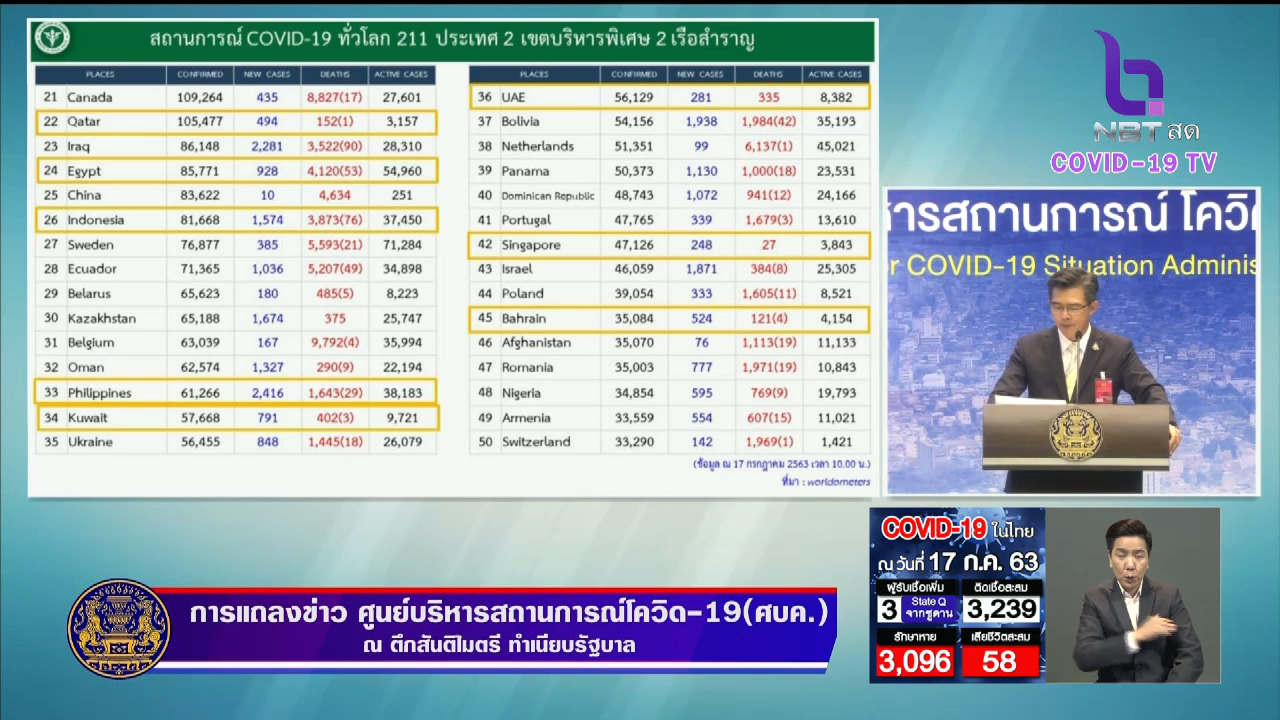 สถานการณ์ COVID-19 ทั่วโลก 211 ประเทศ 2 เขตบริหารพิเศษ 2 เรือสำราญ
PLACES CONFIRMED NEW CASES DEATHS ACTIVE CASES
21 Canada 109,264 435 8,827(17) 27,601
22 Qatar 105,477 494 152(1) 3,157
23 Iraq 86,148 2,281 3,522(90) 28,310
24 Egypt 85,771 928 4,120(53) 54,960
25 China 83,622 10 4,634 251
26 Indonesia 81,668 1,574 3,873(76) 37,450
27 Sweden 76,877 385 5,593(21) 71,284
28 Ecuador 71,365 1,036 5,207(49) 34,898
29 Belarus 65,623 180 485(5) 8,223
30 Kazakhstan 65,188 1,674 375 25,747
31 Belgium 63,039 167 9,792(4) 35,994
32 Oman 62,574 1,327 290(9) 22,194
33 Philippines 61,266 2,416 1,643(29) 38,183
34 Kuwait 57,668 791 402(3) 9,721
35 Ukraine 56,455 848 1,445(18) 26,079
PLACES CONFIRMED NEW CASES DEATHS ACTIVE CASES
36 UAE 56,129 281 335 8,382
37 Bolivia 54,156 1,938 1,984(42) 35,193
38 Netherlands 51,351 99 6,137(1) 45,021
39 Panama 50,373 1,130 1,000(18) 23,531
40 Dominican Republic 48,743 1,072 941(12) 24,166
41 Portugal 47,765 339 1,679(3) 13,610
42 Singapore 47,126 248 27 3,843
43 Israel 46,059 1,871 384(8) 25,305
44 Poland 39,054 333 1,605(11) 8,521
45 Bahrain 35,084 524 121(4) 4,154
46 Afghanistan 35,070 76 1,113(19) 11,133
47 Romania 35,003 777 1,971(19) 10,843
48 Nigeria 34,854 595 769(9) 19,793
49 Armenia 33,559 554 607(15) 11,021
50 Switzerland 33,290 142 1,969(1) 1,421
(ข้อมูล ณ 17 กรกฎาคม 2563 เวลา 10.00 น.)
ที่มา : worldometers
NBT สด
COVID-19 TV
หารสถานการณ์ โควิด
r COVID-19 Situation Adminis
COVID-19 ในไทย
ณ วันที่ 17 ก.ค. 63
ผู้รับเชื้อเพิ่ม ติดเชื้อสะสม
3 State Q จากซูดาน 3,239
รักษาหาย เสียชีวิตสะสม
3,096 58
การแถลงข่าว ศูนย์บริหารสถานการณ์โควิด-19(ศบค.)
ณ ตึกสันติไมตรี ทำเนียบรัฐบาล